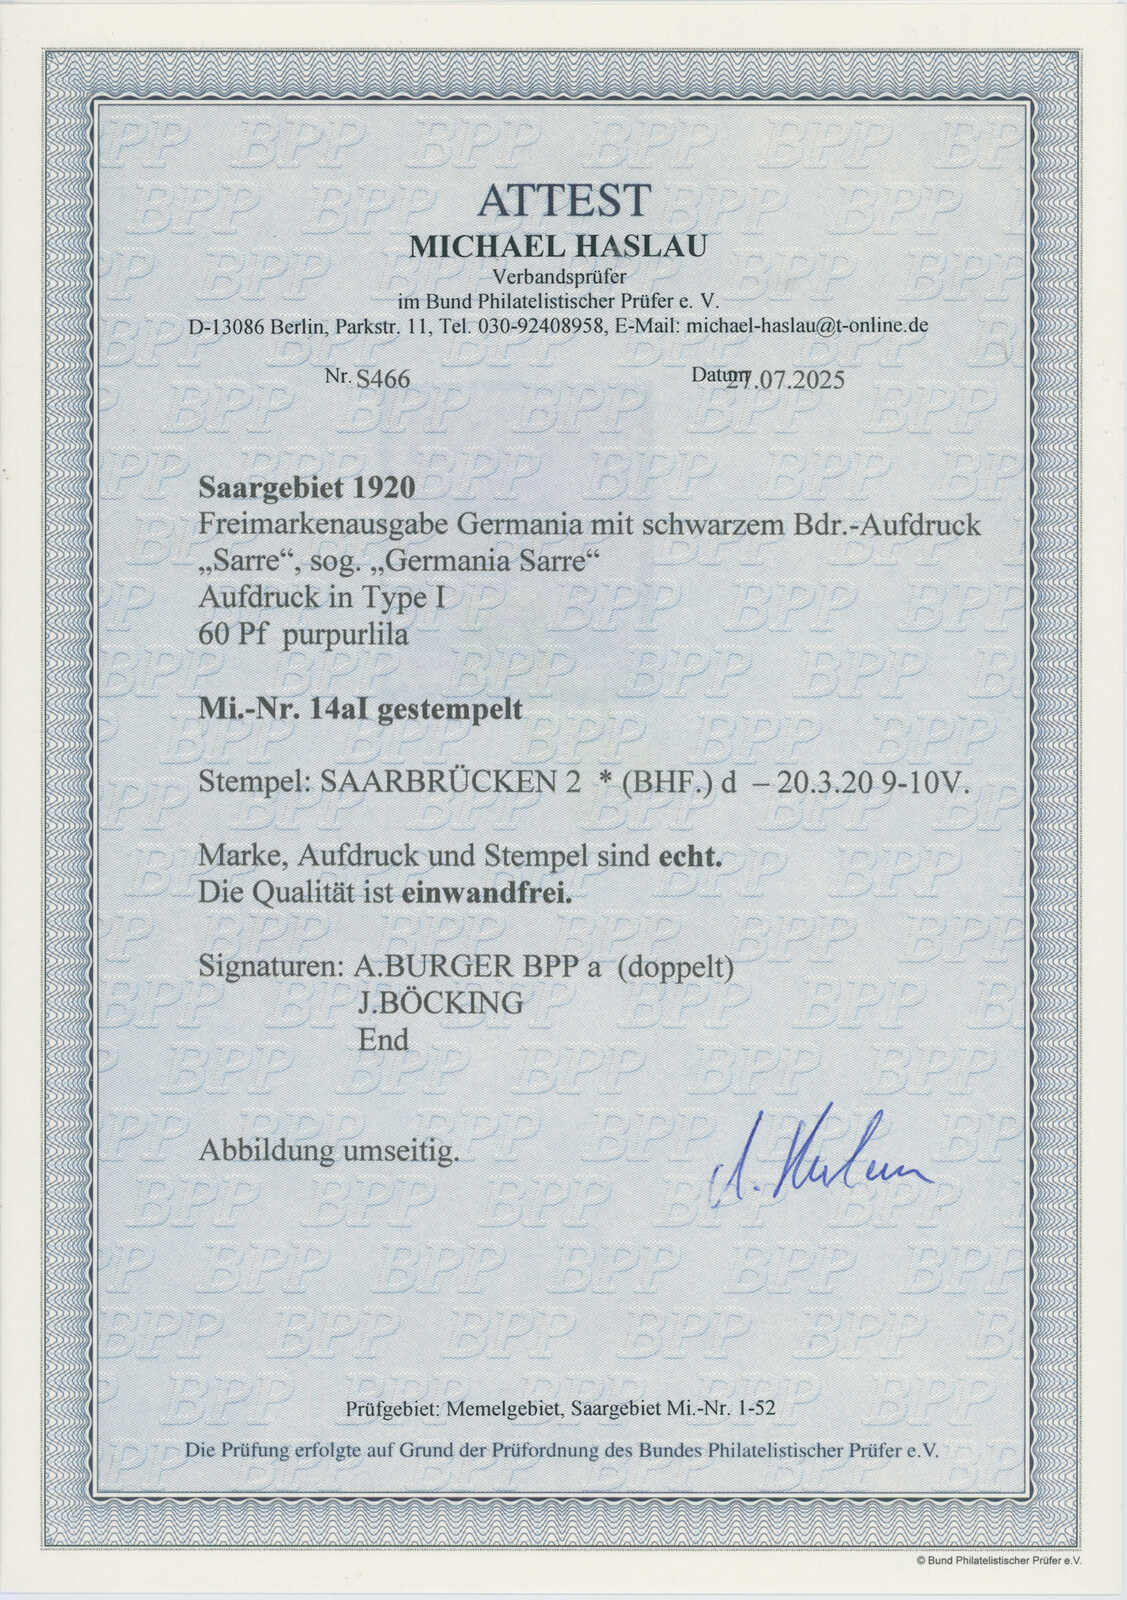 ATTEST
MICHAEL HASLAU
Verbandsprüfer
im Bund Philatelistischer Prüfer e. V.
D-13086 Berlin, Parkstr. 11, Tel. 030-92408958, E-Mail: michael-haslau@t-online.de
Nr. S466 Datum 27.07.2025
Saargebiet 1920
Freimarkenausgabe Germania mit schwarzem Bdr.-Aufdruck
„Sarre“, sog. „Germania Sarre“
Aufdruck in Type I
60 Pf purpurlila
Mi.-Nr. 14aI gestempelt
Stempel: SAARBRÜCKEN 2 * (BHF.) d – 20.3.20 9-10V.
Marke, Aufdruck und Stempel sind echt.
Die Qualität ist einwandfrei.
Signaturen: A.BURGER BPP a (doppelt)
J.BÖCKING
End
Abbildung umseitig.
Prüfgebiet: Memelgebiet, Saargebiet Mi.-Nr. 1-52
Die Prüfung erfolgte auf Grund der Prüfordnung des Bundes Philatelistischer Prüfer e.V.
© Bund Philatelistischer Prüfer e.V.